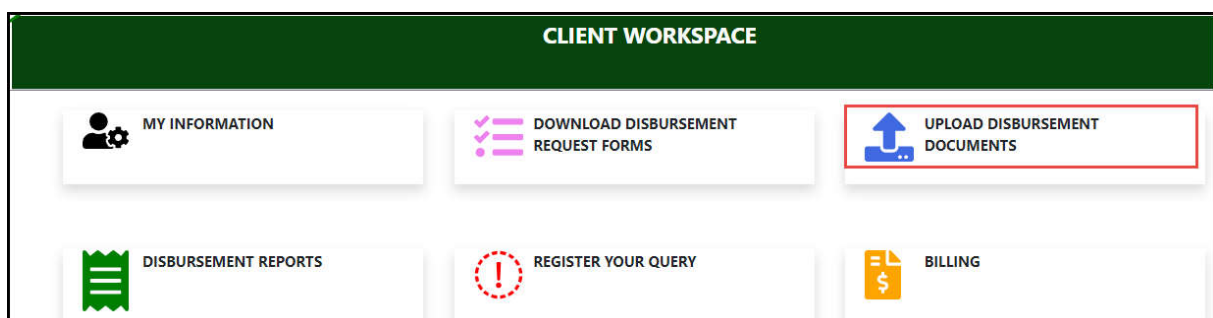 CLIENT WORKSPACE
MY INFORMATION
DOWNLOAD DISBURSEMENT
REQUEST FORMS
UPLOAD DISBURSEMENT
DOCUMENTS
DISBURSEMENT REPORTS
REGISTER YOUR QUERY
BILLING